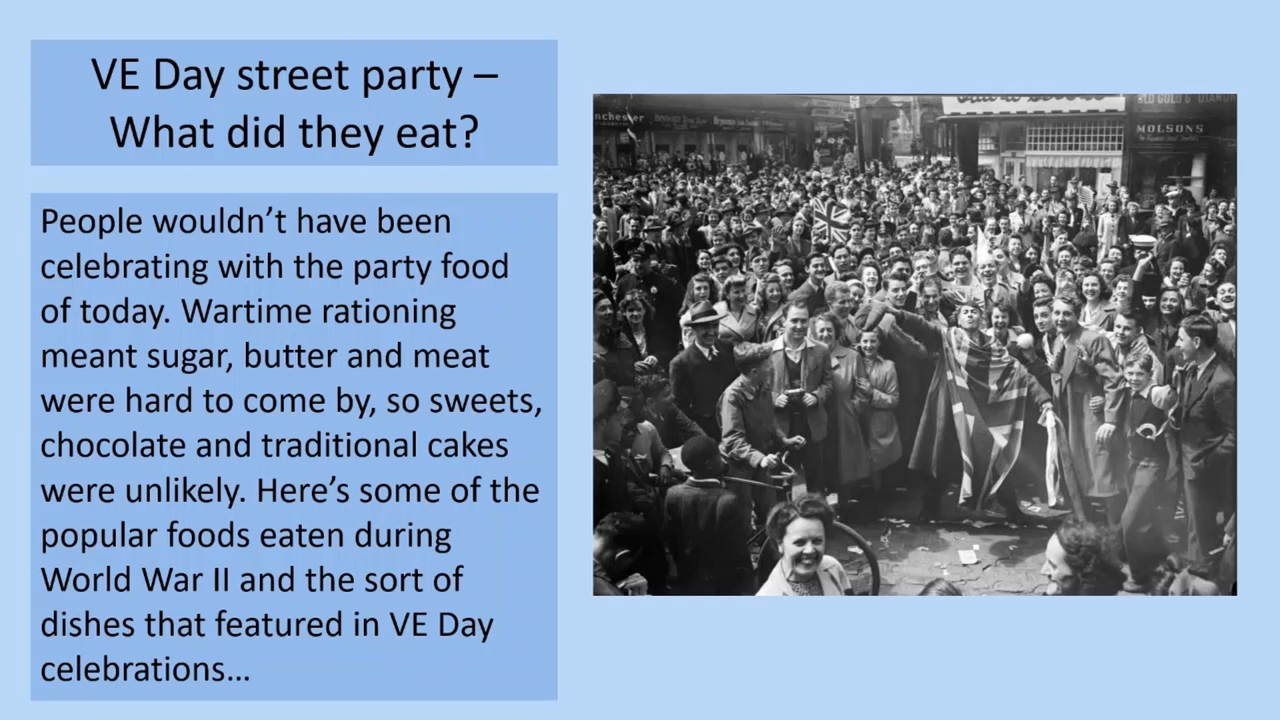 VE Day street party –
What did they eat?
People wouldn’t have been
celebrating with the party food
of today. Wartime rationing
meant sugar, butter and meat
were hard to come by, so sweets,
chocolate and traditional cakes
were unlikely. Here’s some of the
popular foods eaten during
World War II and the sort of
dishes that featured in VE Day
celebrations…
MOLSONS